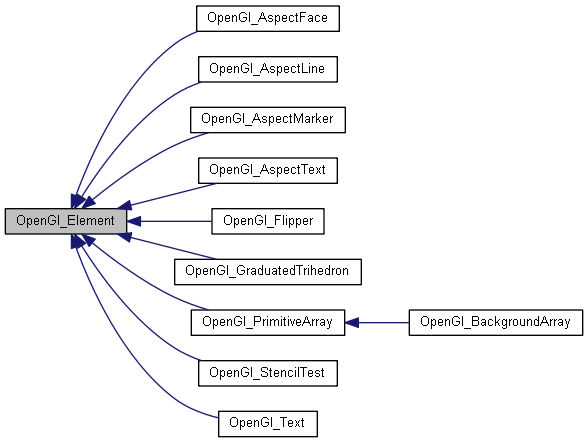 OpenGl_AspectFace
OpenGl_AspectLine
OpenGl_AspectMarker
OpenGl_AspectText
OpenGl_Element
OpenGl_Flipper
OpenGl_GraduatedTrihedron
OpenGl_PrimitiveArray
OpenGl_BackgroundArray
OpenGl_StencilTest
OpenGl_Text